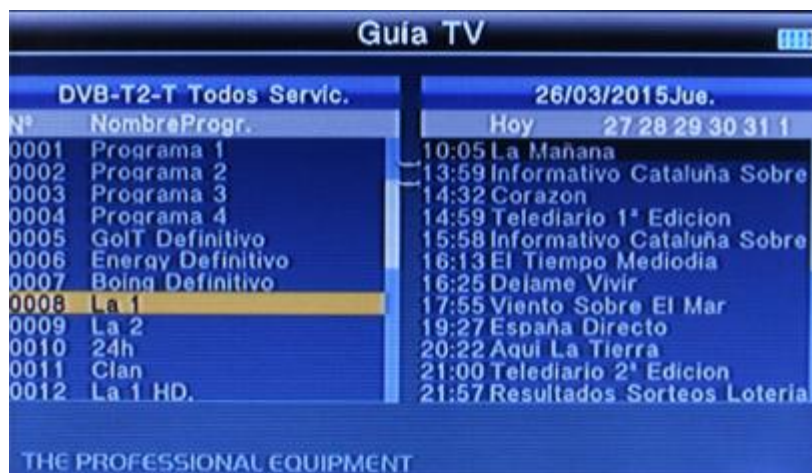 Guía TV
DVB-T2-T Todos Servic.
Nº NombreProgr.
0001 Programa 1
0002 Programa 2
0003 Programa 3
0004 Programa 4
0005 GolT Definitivo
0006 Energy Definitivo
0007 Boing Definitivo
0008 La 1
0009 La 2
0010 24h
0011 Clan
0012 La 1 HD.
26/03/2015Jue.
Hoy 27 28 29 30 31 1
10:05 La Mañana
13:59 Informativo Cataluña Sobre
14:32 Corazon
14:59 Telediario 1ª Edicion
15:58 Informativo Cataluña Sobre
16:13 El Tiempo Mediodia
16:25 Dejame Vivir
17:55 Viento Sobre El Mar
19:27 España Directo
20:22 Aqui La Tierra
21:00 Telediario 2ª Edicion
21:57 Resultados Sorteos Loteria
THE PROFESSIONAL EQUIPMENT